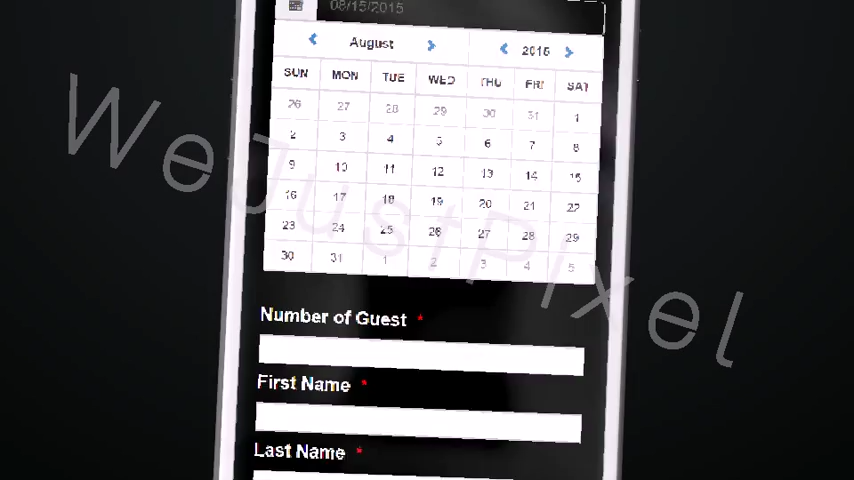 08/15/2015
August 2015
SUN MON TUE WED THU FRI SAT
26 27 28 29 30 31 1
2 3 4 5 6 7 8
9 10 11 12 13 14 15
16 17 18 19 20 21 22
23 24 25 26 27 28 29
30 31 1 2 3 4 5
WeJustPixel
Number of Guest *
First Name *
Last Name *